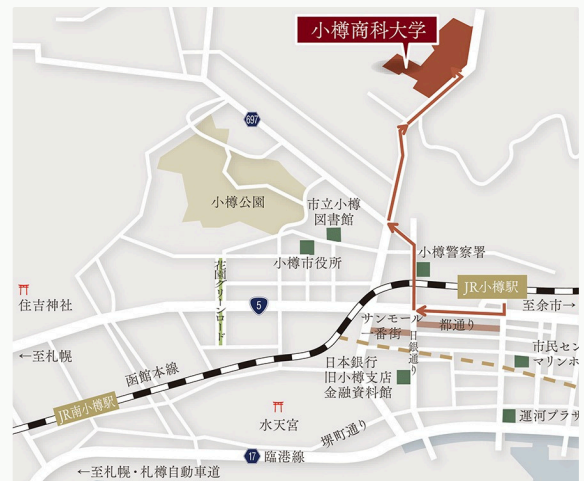 小樽商科大学
697
小樽公園
市立小樽
図書館
小樽市役所
小樽警察署
花園グリーンロード
5
JR小樽駅
住吉神社
至余市→
サンモール
一番街
都通り
日銀通り
←至札幌
函館本線
市民セン
マリンホ
日本銀行
旧小樽支店
金融資料館
JR南小樽駅
水天宮
運河プラザ
堺町通り
17
臨港線
←至札幌・札樽自動車道